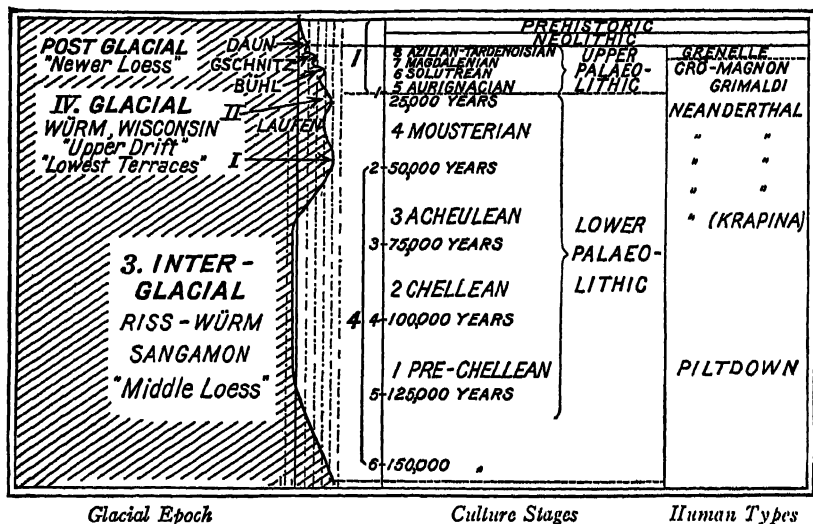 POST GLACIAL
"Newer Loess"
DAUN
GSCHNITZ
BÜHL
IV. GLACIAL
WÜRM, WISCONSIN
"Upper Drift"
"Lowest Terraces"
II
LAUFEN
I
3. INTER-
GLACIAL
RISS-WÜRM
SANGAMON
"Middle Loess"
1
4
PREHISTORIC
NEOLITHIC
8 AZILIAN-TARDENOISIAN
7 MAGDALENIAN
6 SOLUTREAN
5 AURIGNACIAN
1-25,000 YEARS
4 MOUSTERIAN
2-50,000 YEARS
3 ACHEULEAN
3-75,000 YEARS
2 CHELLEAN
4-100,000 YEARS
1 PRE-CHELLEAN
5-125,000 YEARS
6-150,000 "
UPPER
PALAEO-
LITHIC
LOWER
PALAEO-
LITHIC
GRENELLE
CRO-MAGNON
GRIMALDI
NEANDERTHAL
" "
" "
" "
" (KRAPINA)
PILTDOWN
Glacial Epoch
Culture Stages
Human Types